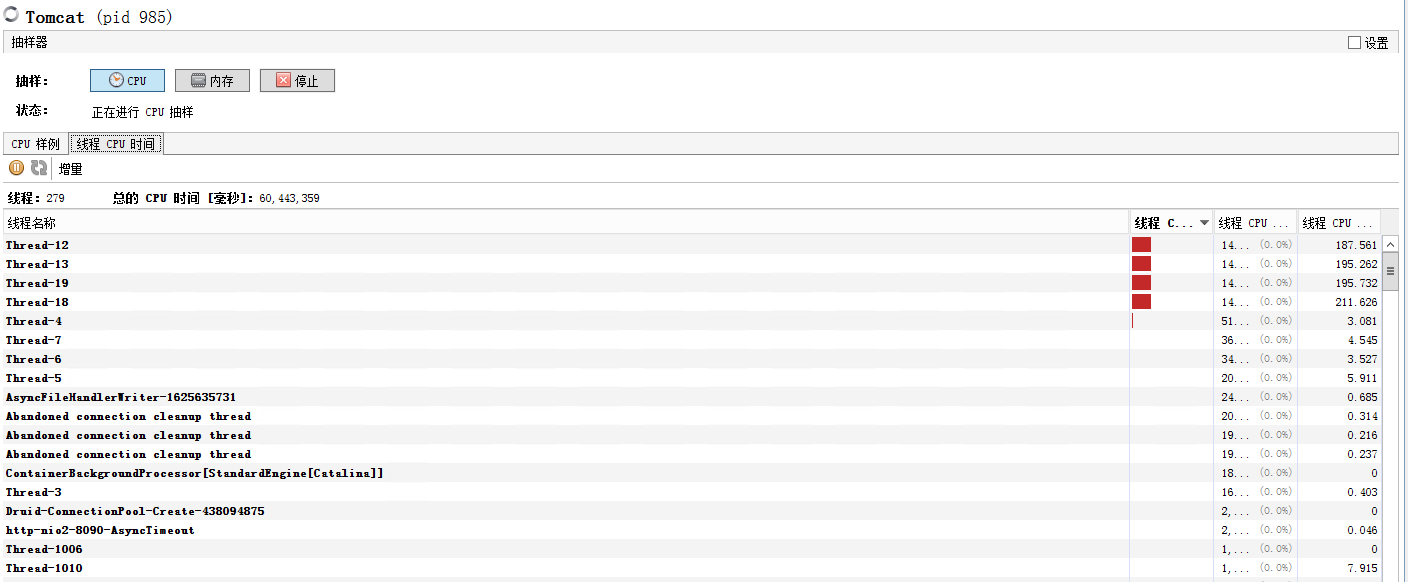 Tomcat (pid 985)
抽样器 设置
抽样: CPU 内存 停止
状态: 正在进行 CPU 抽样
CPU 样例 线程 CPU 时间
增量
线程: 279 总的 CPU 时间 [毫秒]: 60,443,359
线程名称 线程 C... 线程 CPU ... 线程 CPU ...
Thread-12 14... (0.0%) 187.561
Thread-13 14... (0.0%) 195.262
Thread-19 14... (0.0%) 195.732
Thread-18 14... (0.0%) 211.626
Thread-4 51... (0.0%) 3.081
Thread-7 36... (0.0%) 4.545
Thread-6 34... (0.0%) 3.527
Thread-5 20... (0.0%) 5.911
AsyncFileHandlerWriter-1625635731 24... (0.0%) 0.685
Abandoned connection cleanup thread 20... (0.0%) 0.314
Abandoned connection cleanup thread 19... (0.0%) 0.216
Abandoned connection cleanup thread 19... (0.0%) 0.237
ContainerBackgroundProcessor[StandardEngine[Catalina]] 18... (0.0%) 0
Thread-3 16... (0.0%) 0.403
Druid-ConnectionPool-Create-438094875 2,... (0.0%) 0
http-nio2-8090-AsyncTimeout 2,... (0.0%) 0.046
Thread-1006 1,... (0.0%) 0
Thread-1010 1,... (0.0%) 7.915